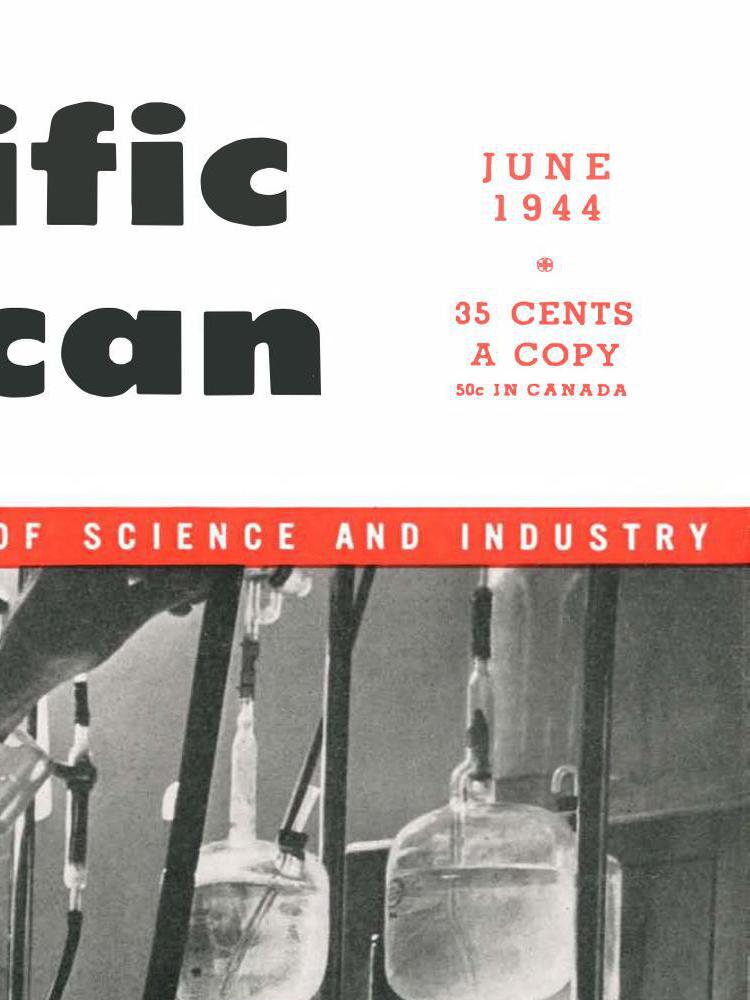 ific
can
JUNE
1944
35 CENTS
A COPY
50c IN CANADA
OF SCIENCE AND INDUSTRY